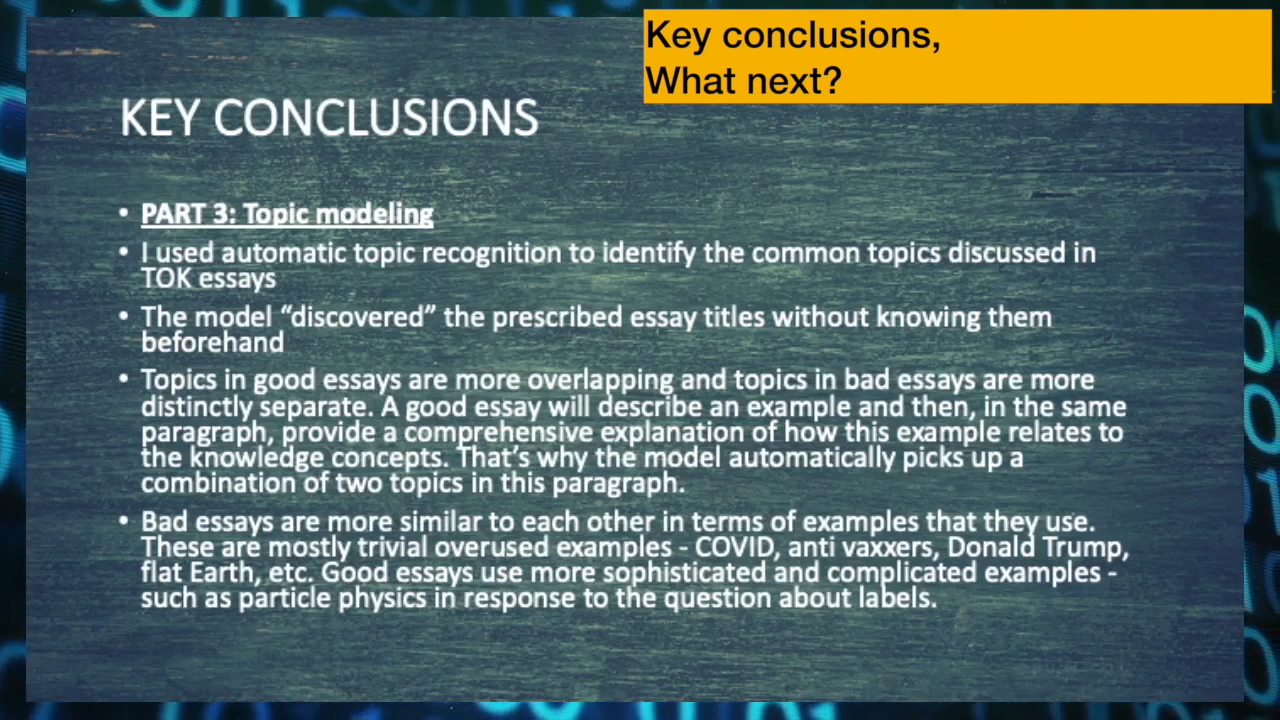 Key conclusions,
What next?
KEY CONCLUSIONS
• PART 3: Topic modeling
• I used automatic topic recognition to identify the common topics discussed in
TOK essays
• The model “discovered” the prescribed essay titles without knowing them
beforehand
• Topics in good essays are more overlapping and topics in bad essays are more
distinctly separate. A good essay will describe an example and then, in the same
paragraph, provide a comprehensive explanation of how this example relates to
the knowledge concepts. That’s why the model automatically picks up a
combination of two topics in this paragraph.
• Bad essays are more similar to each other in terms of examples that they use.
These are mostly trivial overused examples - COVID, anti vaxxers, Donald Trump,
flat Earth, etc. Good essays use more sophisticated and complicated examples -
such as particle physics in response to the question about labels.